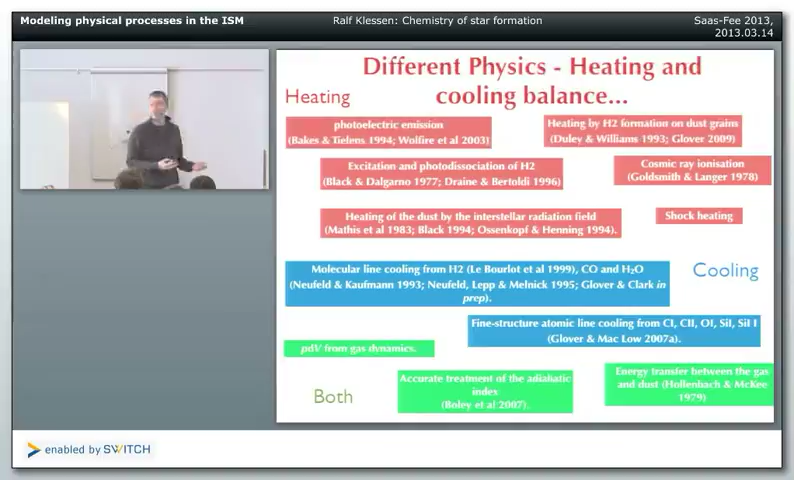 Modeling physical processes in the ISM
Ralf Klessen: Chemistry of star formation
Saas-Fee 2013,
2013.03.14
Different Physics - Heating and
cooling balance...
Heating
photoelectric emission
(Bakes & Tielens 1994; Wolfire et al 2003)
Heating by H2 formation on dust grains
(Duley & Williams 1993; Glover 2009)
Excitation and photodissociation of H2
(Black & Dalgarno 1977; Draine & Bertoldi 1996)
Cosmic ray ionisation
(Goldsmith & Langer 1978)
Heating of the dust by the interstellar radiation field
(Mathis et al 1983; Black 1994; Ossenkopf & Henning 1994).
Shock heating
Molecular line cooling from H2 (Le Bourlot et al 1999), CO and H₂O
(Neufeld & Kaufmann 1993; Neufeld, Lepp & Melnick 1995; Glover & Clark in
prep).
Cooling
Fine-structure atomic line cooling from CI, CII, OI, SiI, SiI I
(Glover & Mac Low 2007a).
pdV from gas dynamics.
Both
Accurate treatment of the adiabatic
index
(Boley et al 2007).
Energy transfer between the gas
and dust (Hollenbach & McKee
1979)
enabled by SWITCH